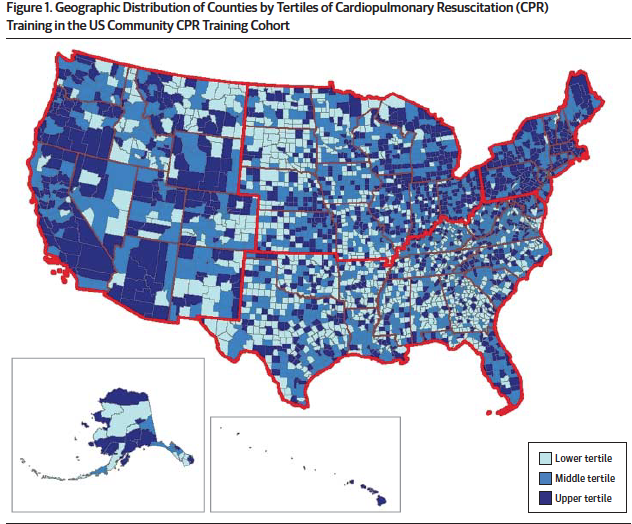 Figure 1. Geographic Distribution of Counties by Tertiles of Cardiopulmonary Resuscitation (CPR)
Training in the US Community CPR Training Cohort
Lower tertile
Middle tertile
Upper tertile